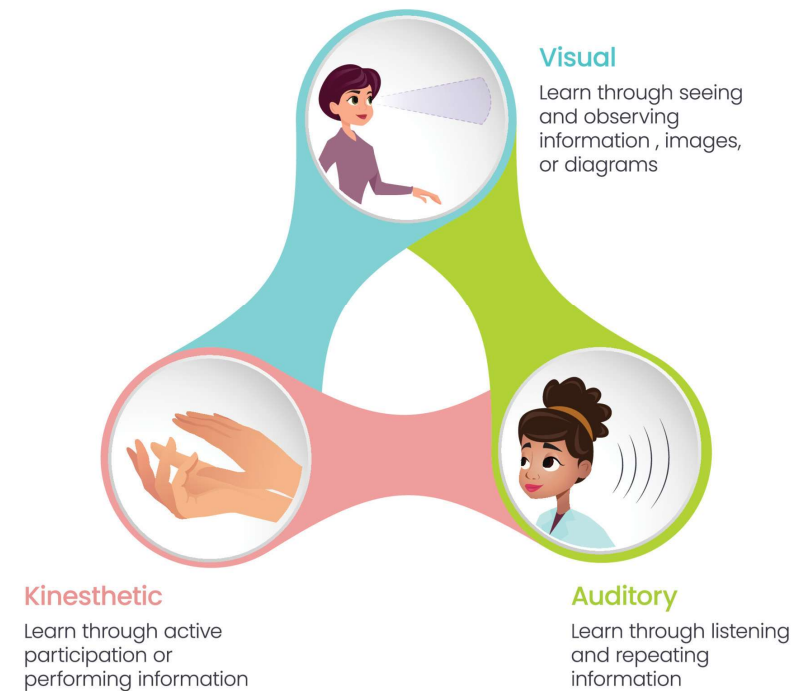 Visual
Learn through seeing
and observing
information , images,
or diagrams
Kinesthetic
Learn through active
participation or
performing information
Auditory
Learn through listening
and repeating
information